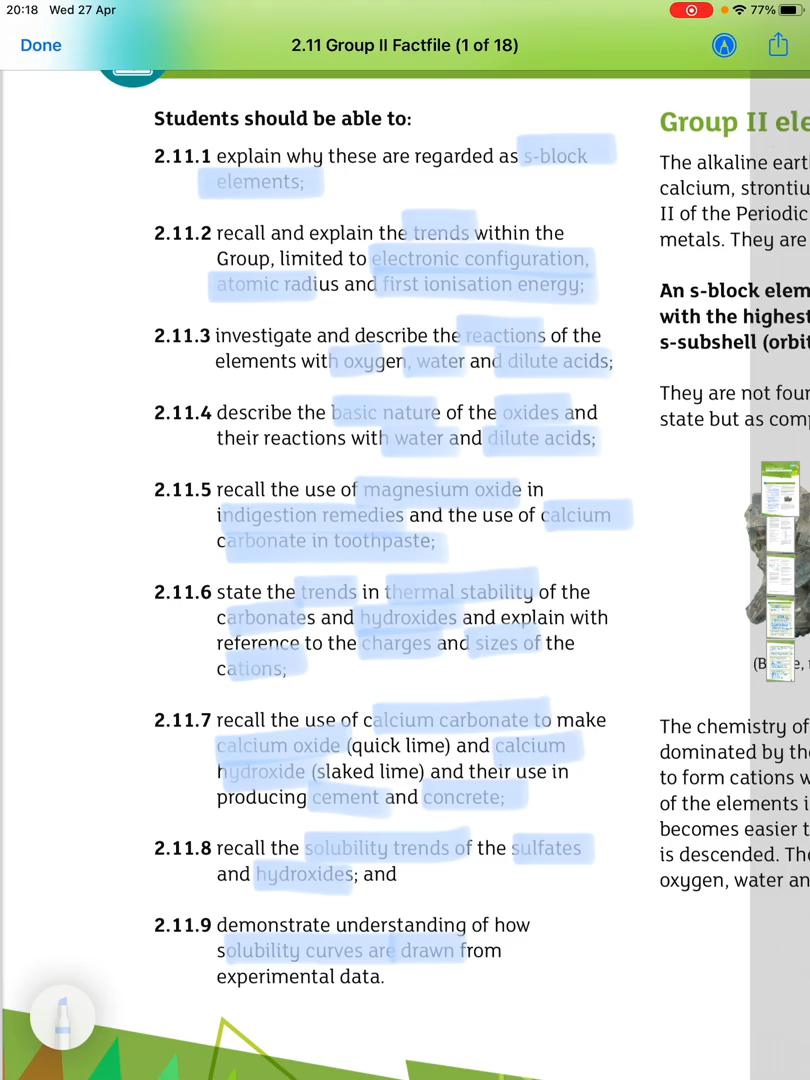 20:18 Wed 27 Apr
77%
Done
2.11 Group II Factfile (1 of 18)
Students should be able to:
2.11.1 explain why these are regarded as s-block
elements;
2.11.2 recall and explain the trends within the
Group, limited to electronic configuration,
atomic radius and first ionisation energy;
2.11.3 investigate and describe the reactions of the
elements with oxygen, water and dilute acids;
2.11.4 describe the basic nature of the oxides and
their reactions with water and dilute acids;
2.11.5 recall the use of magnesium oxide in
indigestion remedies and the use of calcium
carbonate in toothpaste;
2.11.6 state the trends in thermal stability of the
carbonates and hydroxides and explain with
reference to the charges and sizes of the
cations;
2.11.7 recall the use of calcium carbonate to make
calcium oxide (quick lime) and calcium
hydroxide (slaked lime) and their use in
producing cement and concrete;
2.11.8 recall the solubility trends of the sulfates
and hydroxides; and
2.11.9 demonstrate understanding of how
solubility curves are drawn from
experimental data.
Group II ele
The alkaline eart
calcium, strontiu
II of the Periodic
metals. They are
An s-block elem
with the highest
s-subshell (orbit
They are not four
state but as comp
(B e,
The chemistry of
dominated by the
to form cations w
of the elements i
becomes easier t
is descended. The
oxygen, water an